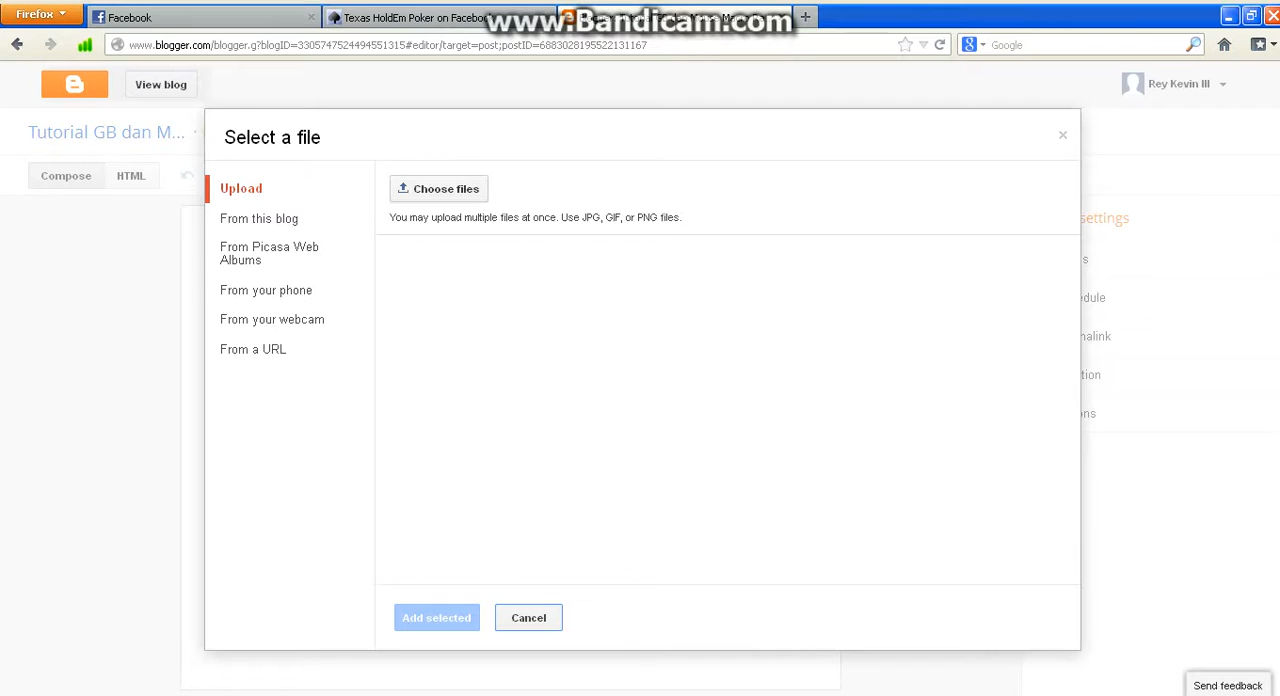 Firefox
Facebook
Texas HoldEm Poker on Facebook
www.Bandicam.com
www.blogger.com/blogger.g?blogID=3305747524494551315#editor/target=post;postID=6883028195522131167
Google
View blog
Rey Kevin III
Tutorial GB dan M...
Select a file
Compose
HTML
Upload
Choose files
You may upload multiple files at once. Use JPG, GIF, or PNG files.
From this blog
settings
From Picasa Web
Albums
s
From your phone
dule
From your webcam
malink
From a URL
tion
ns
Add selected
Cancel
Send feedback